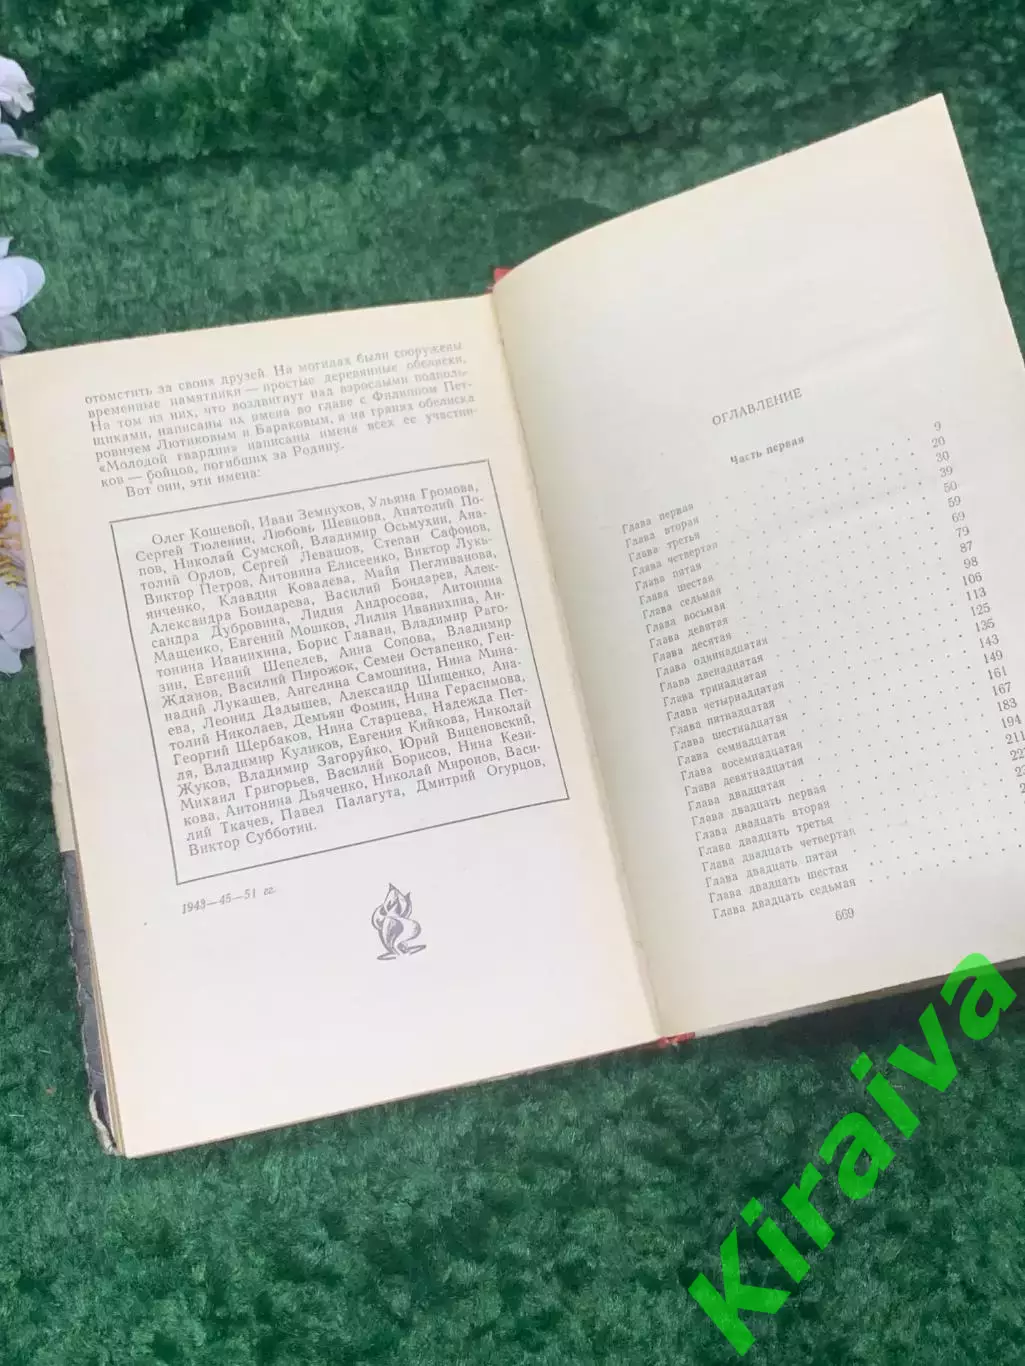 отомстить за своих друзей. На могилах были сооружены
временные памятники — простые деревянные обелиски.
На том из них, что воздвигнут над взрослыми подполь-
щиками, написаны их имена во главе с Филиппом Пет-
ровичем Лютиковым и Бараковым, а на гранях обелиска
«Молодой гвардии» написаны имена всех ее участни-
ков — бойцов, погибших за Родину.
Вот они, эти имена:
Олег Кошевой, Иван Земнухов, Ульяна Громова,
Сергей Тюленин, Любовь Шевцова, Анатолий По-
пов, Николай Сумской, Владимир Осьмухин, Ана-
толий Орлов, Сергей Левашов, Степан Сафонов,
Виктор Петров, Антонина Елисеенко, Виктор Лукъ-
янченко, Клавдия Ковалева, Майя Пегливанова,
Александра Бондарева, Василий Бондарев, Алек-
сандра Дубровина, Лидия Андросова, Антонина
Мащенко, Евгений Мошков, Лилия Иванихина, Ан-
тонина Иванихина, Борис Главан, Владимир Рагo-
зин, Евгений Шепелев, Анна Сопова, Владимир
Жданов, Василий Пирожок, Семен Остапенко, Ген-
надий Лукашев, Ангелина Самошина, Нина Мина-
ева, Леонид Дадышев, Александр Шищенко, Ана-
толий Николаев, Демьян Фомин, Нина Герасимова,
Георгий Щербаков, Нина Старцева, Надежда Пет-
ля, Владимир Куликов, Евгения Кийкова, Николай
Жуков, Владимир Загоруйко, Юрий Виценовский,
Михаил Григорьев, Василий Борисов, Нина Кези-
кова, Антонина Дьяченко, Николай Миронов, Васи-
лий Ткачев, Павел Палагута, Дмитрий Огурцов,
Виктор Субботин.
1943—45—51 гг.
ОГЛАВЛЕНИЕ
Часть первая
Глава первая . . . 9
Глава вторая . . . 20
Глава третья . . . 30
Глава четвертая . . . 39
Глава пятая . . . 50
Глава шестая . . . 59
Глава седьмая . . . 69
Глава восьмая . . . 79
Глава девятая . . . 87
Глава десятая . . . 98
Глава одиннадцатая . . . 106
Глава двенадцатая . . . 113
Глава тринадцатая . . . 125
Глава четырнадцатая . . . 135
Глава пятнадцатая . . . 143
Глава шестнадцатая . . . 149
Глава семнадцатая . . . 161
Глава восемнадцатая . . . 167
Глава девятнадцатая . . . 183
Глава двадцатая . . . 194
Глава двадцать первая . . . 211
Глава двадцать вторая
Глава двадцать третья
Глава двадцать четвертая
Глава двадцать пятая
Глава двадцать шестая
Глава двадцать седьмая
669
Kiraiva